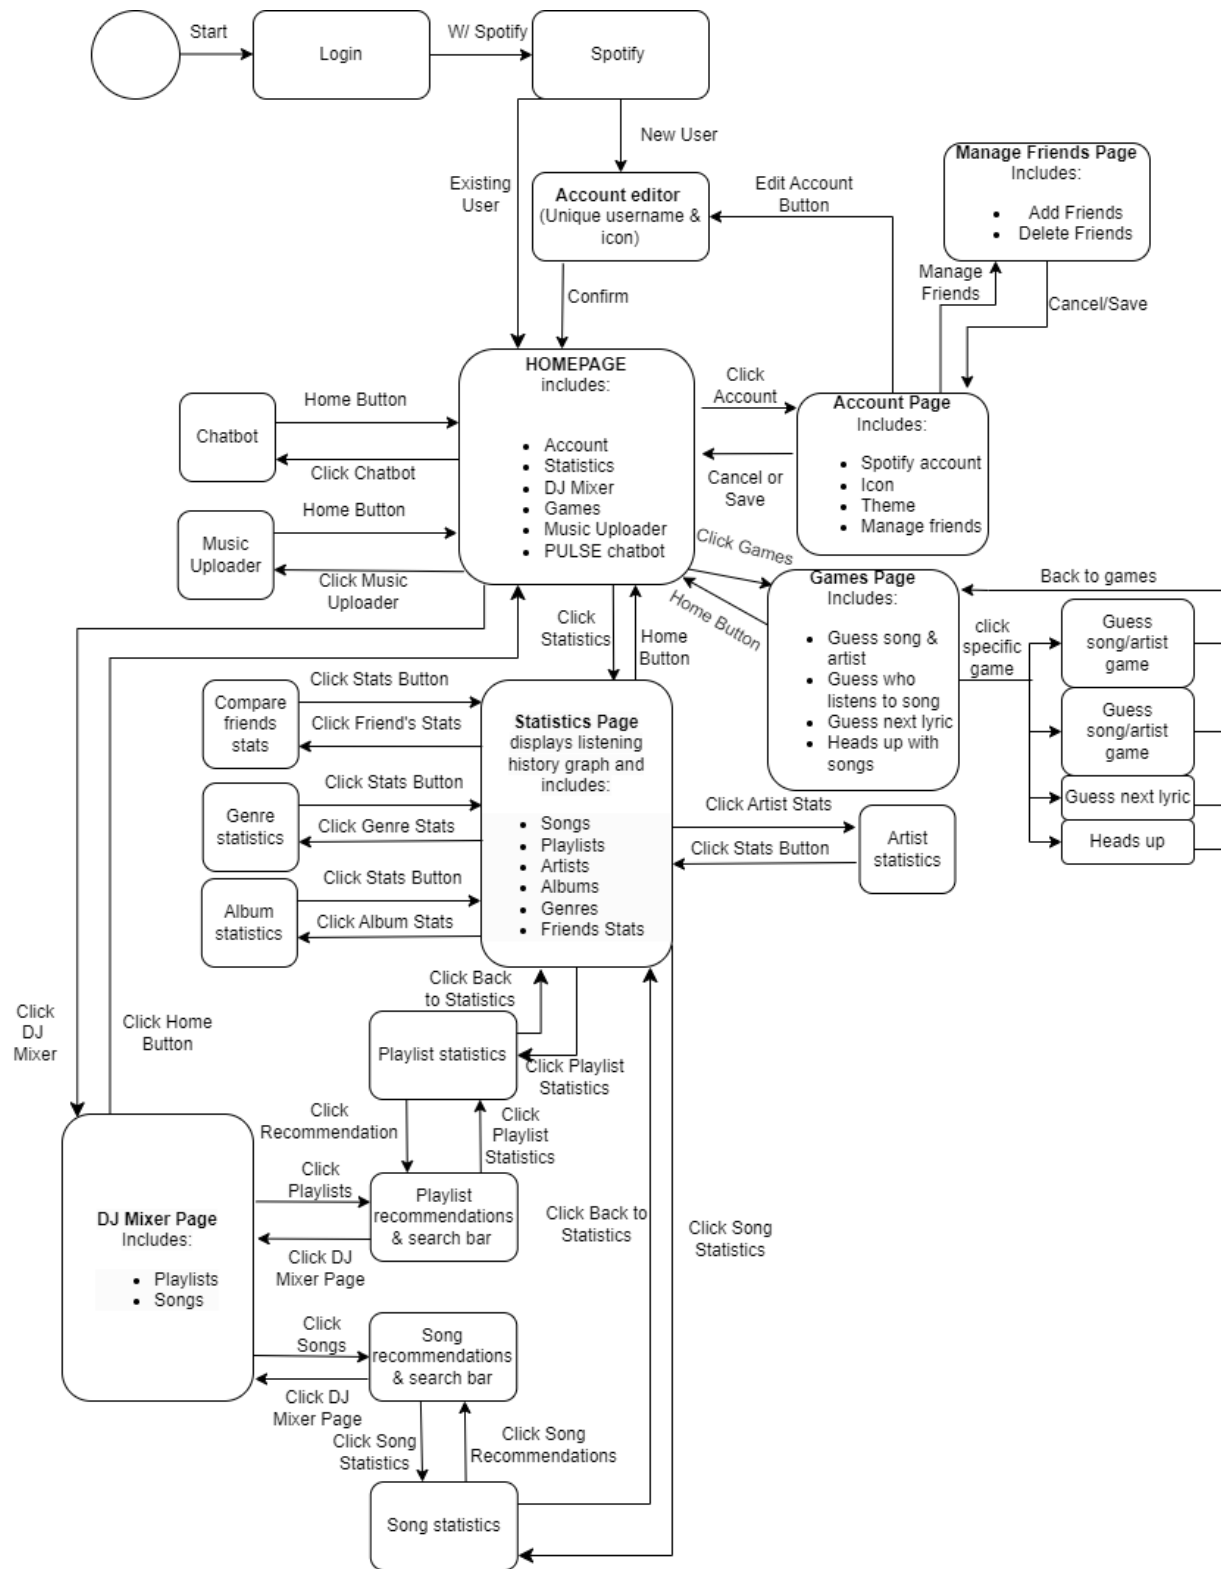 Start
Login
W/ Spotify
Spotify
New User
Existing
User
Account editor
(Unique username &
icon)
Edit Account
Button
Manage Friends Page
Includes:
• Add Friends
• Delete Friends
Manage
Friends
Cancel/Save
Confirm
HOMEPAGE
includes:
• Account
• Statistics
• DJ Mixer
• Games
• Music Uploader
• PULSE chatbot
Click
Account
Cancel or
Save
Account Page
Includes:
• Spotify account
• Icon
• Theme
• Manage friends
Chatbot
Home Button
Click Chatbot
Music
Uploader
Home Button
Click Music
Uploader
Click Games
Home Button
Games Page
Includes:
• Guess song &
artist
• Guess who
listens to song
• Guess next lyric
• Heads up with
songs
Back to games
click
specific
game
Guess
song/artist
game
Guess
song/artist
game
Guess next lyric
Heads up
Click
Statistics
Home
Button
Compare
friends
stats
Click Stats Button
Click Friend's Stats
Genre
statistics
Click Stats Button
Click Genre Stats
Album
statistics
Click Stats Button
Click Album Stats
Statistics Page
displays listening
history graph and
includes:
• Songs
• Playlists
• Artists
• Albums
• Genres
• Friends Stats
Click Artist Stats
Click Stats Button
Artist
statistics
Click
DJ
Mixer
Click Home
Button
Click Back
to Statistics
Playlist statistics
Click Playlist
Statistics
Click
Recommendation
Click
Playlist
Statistics
Click
Playlists
Playlist
recommendations
& search bar
Click DJ
Mixer Page
DJ Mixer Page
Includes:
• Playlists
• Songs
Click Back to
Statistics
Click Song
Statistics
Click
Songs
Song
recommendations
& search bar
Click DJ
Mixer Page
Click Song
Statistics
Click Song
Recommendations
Song statistics